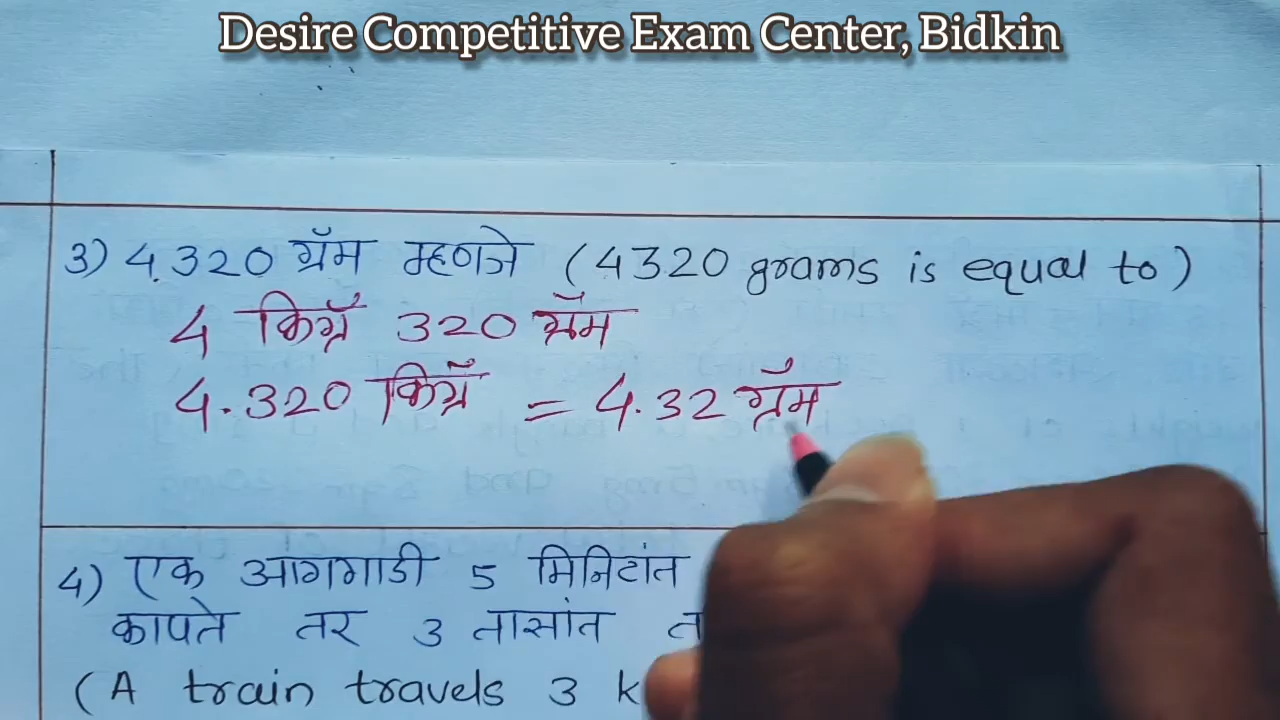 Desire Competitive Exam Center, Bidkin
3) 4.320 ग्रॅम म्हणजे (4320 grams is equal to)
4 किग्रॅ 320 ग्रॅम
4.320 किग्रॅ = 4.32 ग्रॅम
4) एक आगगाडी 5 मिनिटांत
कापते तर 3 तासांत
(A train travels 3